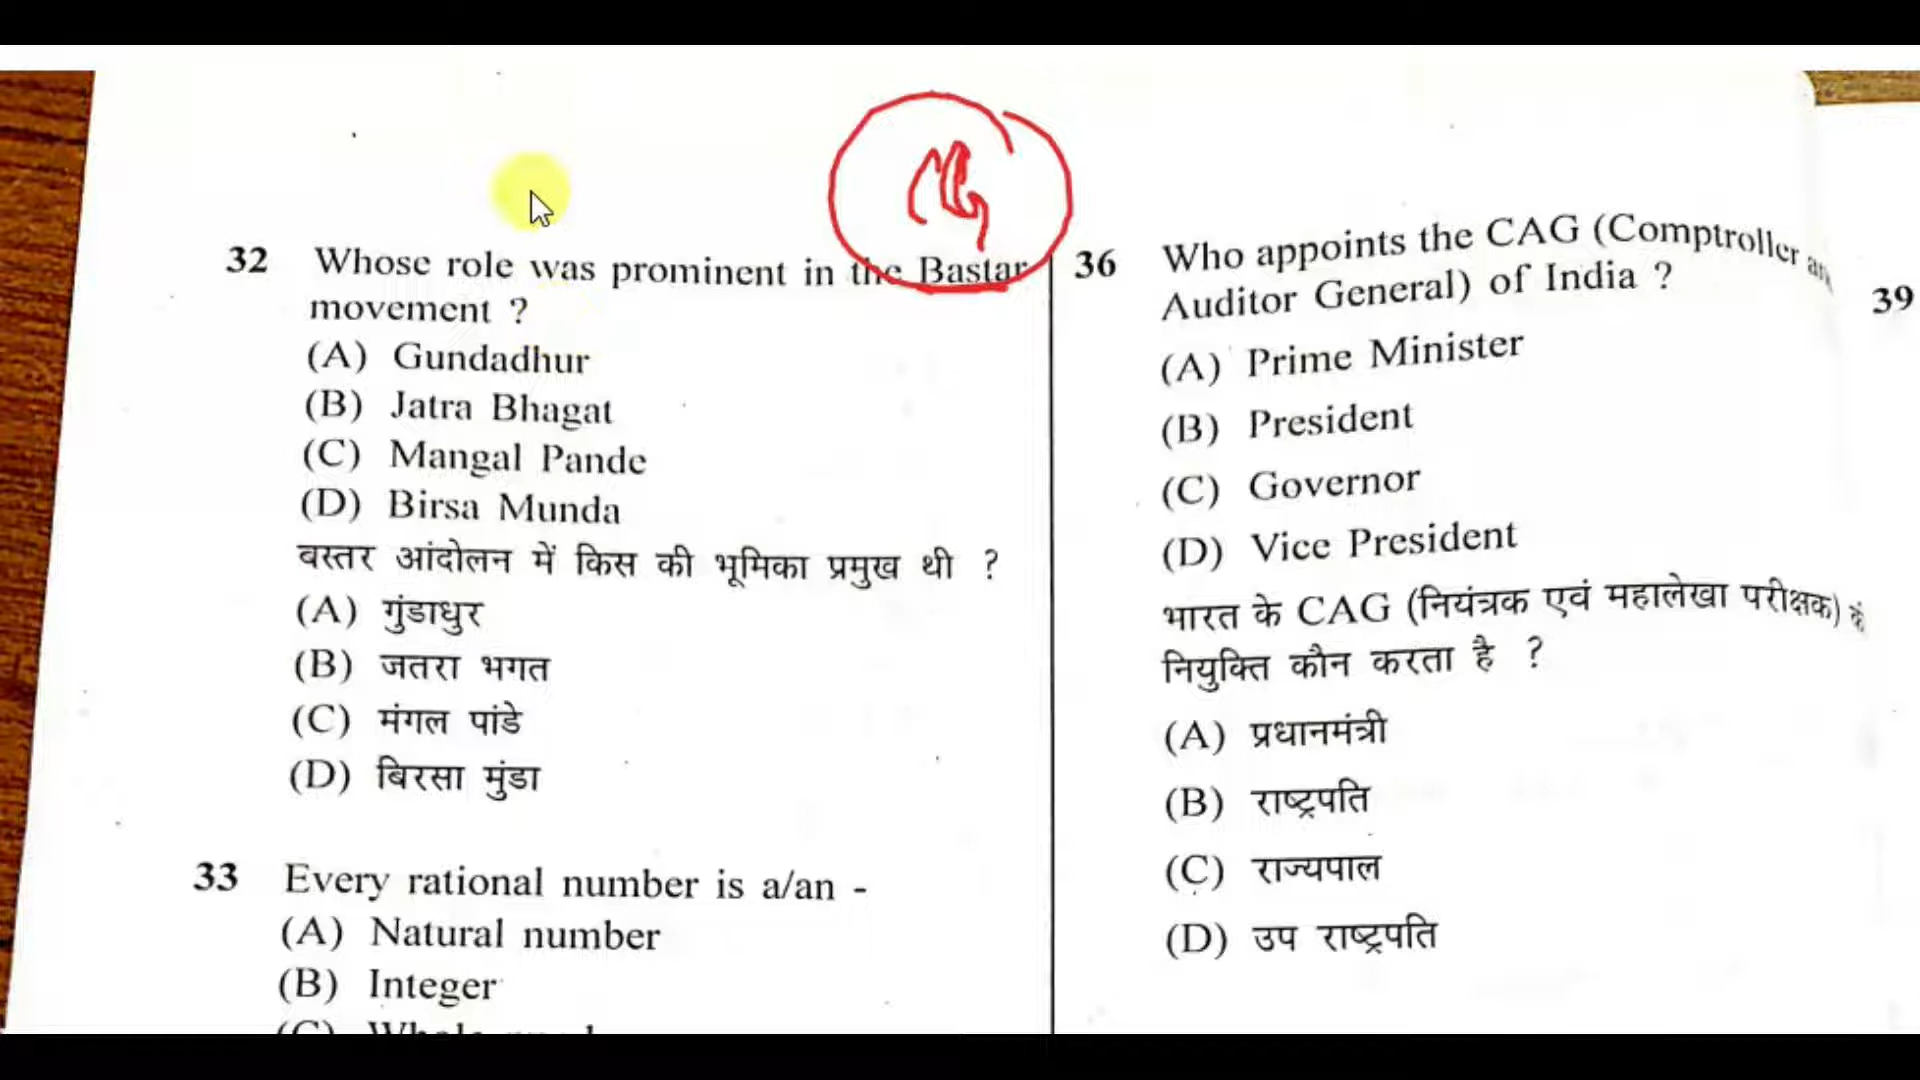 32 Whose role was prominent in the Bastar
movement ?
(A) Gundadhur
(B) Jatra Bhagat
(C) Mangal Pande
(D) Birsa Munda
बस्तर आंदोलन में किस की भूमिका प्रमुख थी ?
(A) गुंडाधुर
(B) जतरा भगत
(C) मंगल पांडे
(D) बिरसा मुंडा
33 Every rational number is a/an -
(A) Natural number
(B) Integer
36 Who appoints the CAG (Comptroller
Auditor General) of India ?
(A) Prime Minister
(B) President
(C) Governor
(D) Vice President
भारत के CAG (नियंत्रक एवं महालेखा परीक्षक)
नियुक्ति कौन करता है ?
(A) प्रधानमंत्री
(B) राष्ट्रपति
(C) राज्यपाल
(D) उप राष्ट्रपति
39